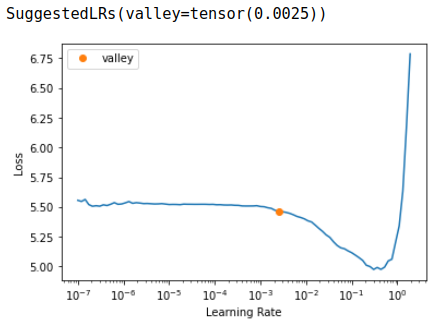 SuggestedLRs(valley=tensor(0.0025))
valley
6.75
6.50
6.25
6.00
5.75
5.50
5.25
5.00
Loss
10⁻⁷ 10⁻⁶ 10⁻⁵ 10⁻⁴ 10⁻³ 10⁻² 10⁻¹ 10⁰
Learning Rate